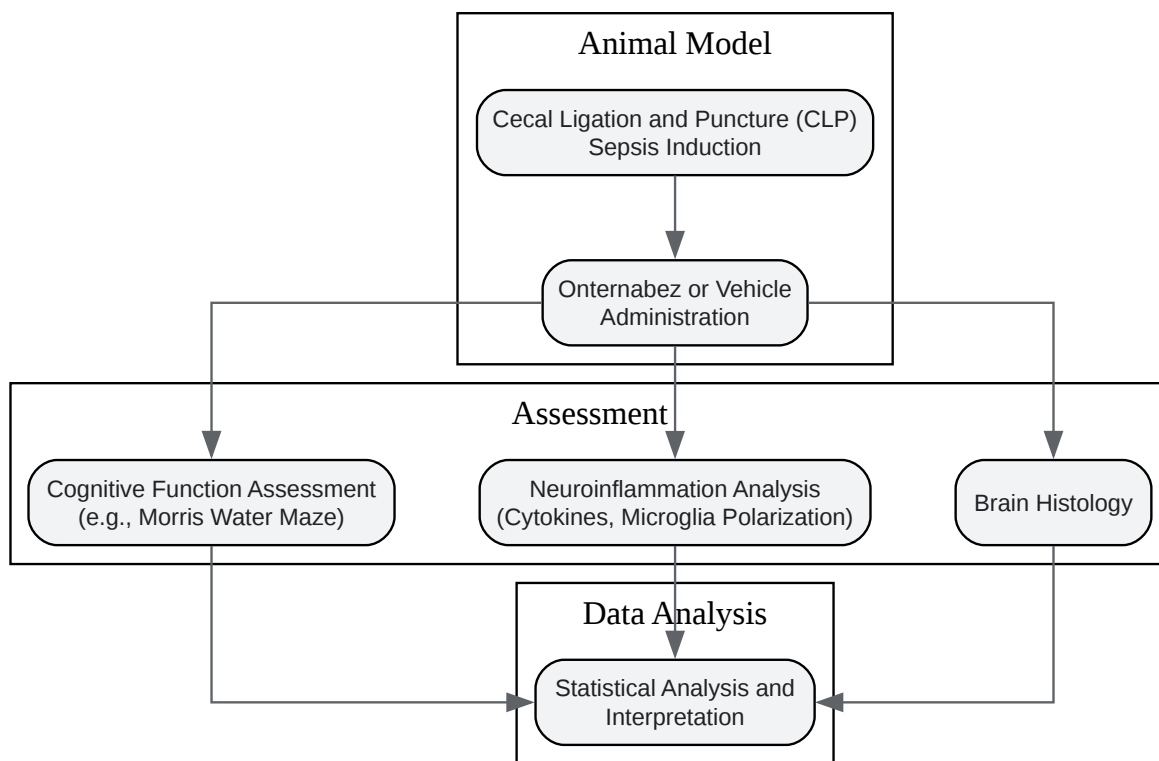 Animal Model
Cecal Ligation and Puncture (CLP)
Sepsis Induction
Onternabez or Vehicle
Administration
Assessment
Cognitive Function Assessment
(e.g., Morris Water Maze)
Neuroinflammation Analysis
(Cytokines, Microglia Polarization)
Brain Histology
Data Analysis
Statistical Analysis and
Interpretation